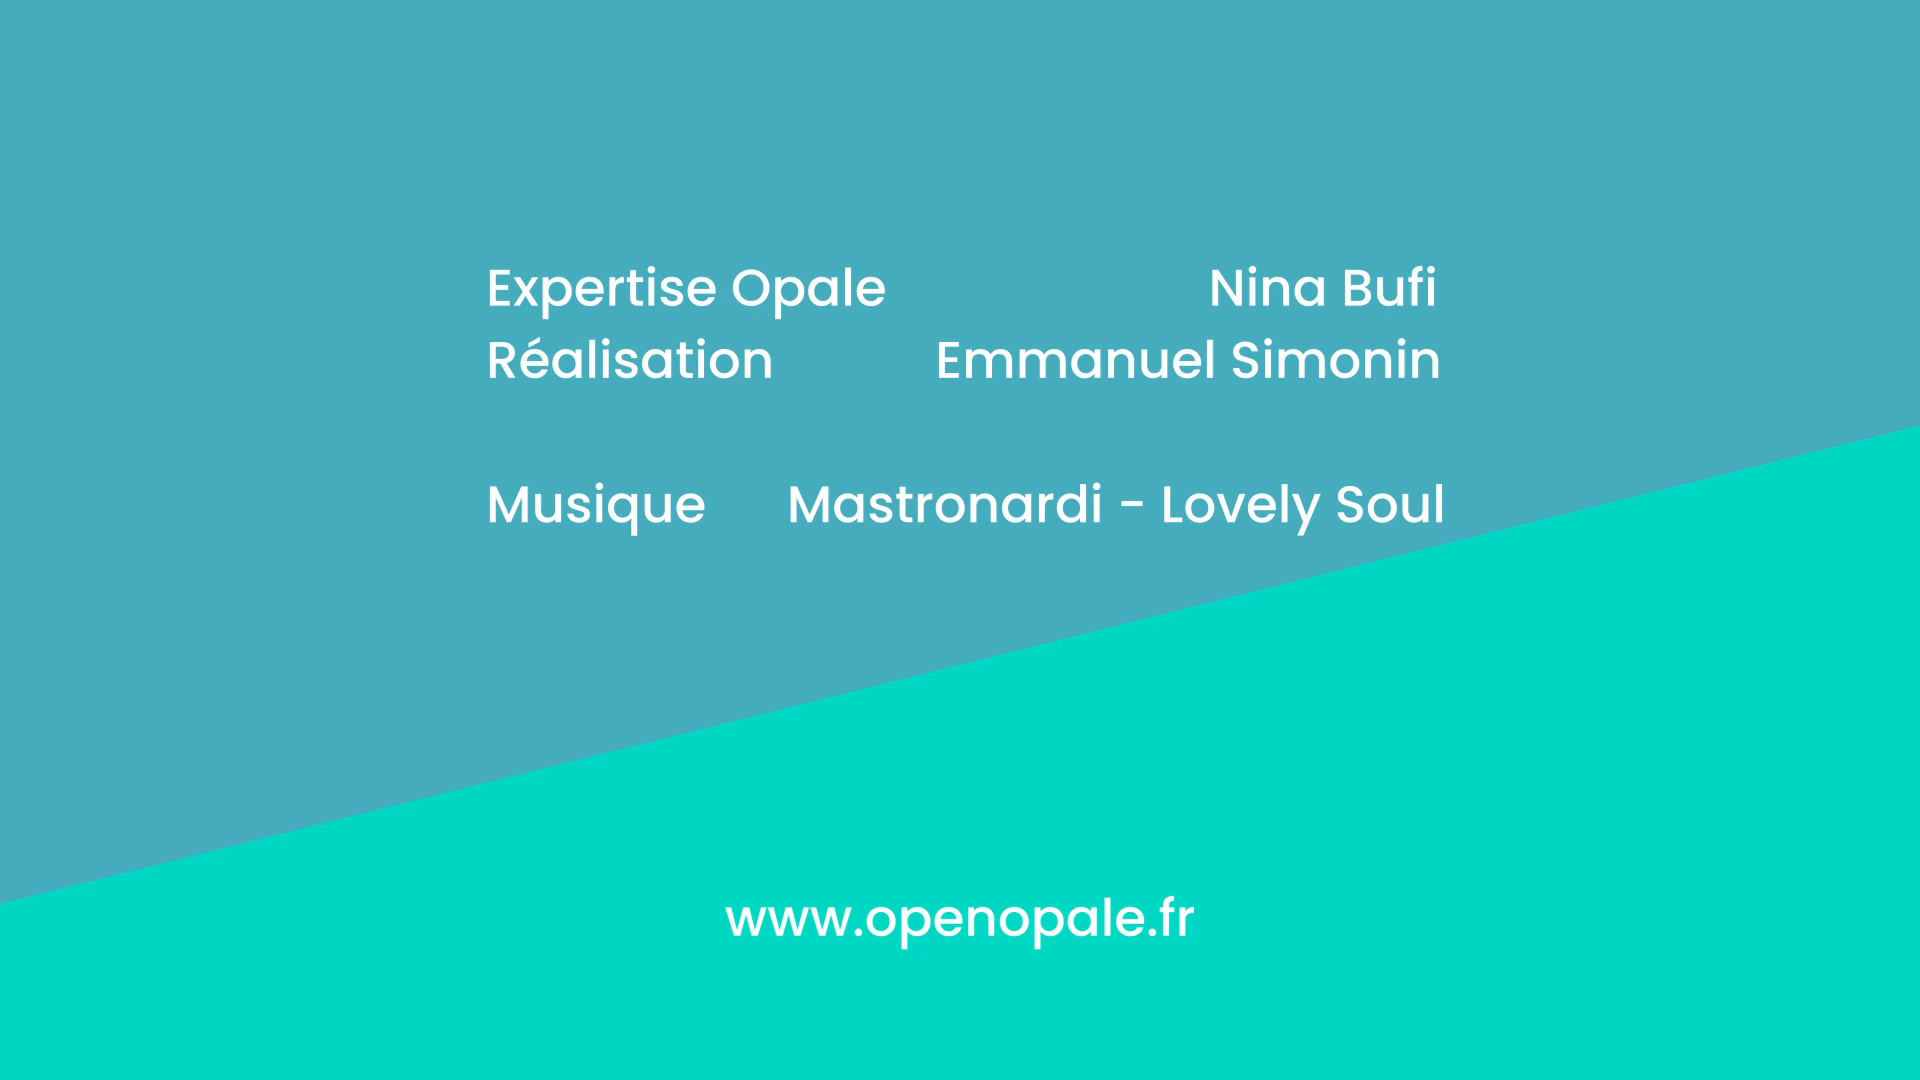 Expertise Opale Nina Bufi
Réalisation Emmanuel Simonin
Musique Mastronardi - Lovely Soul
www.openopale.fr